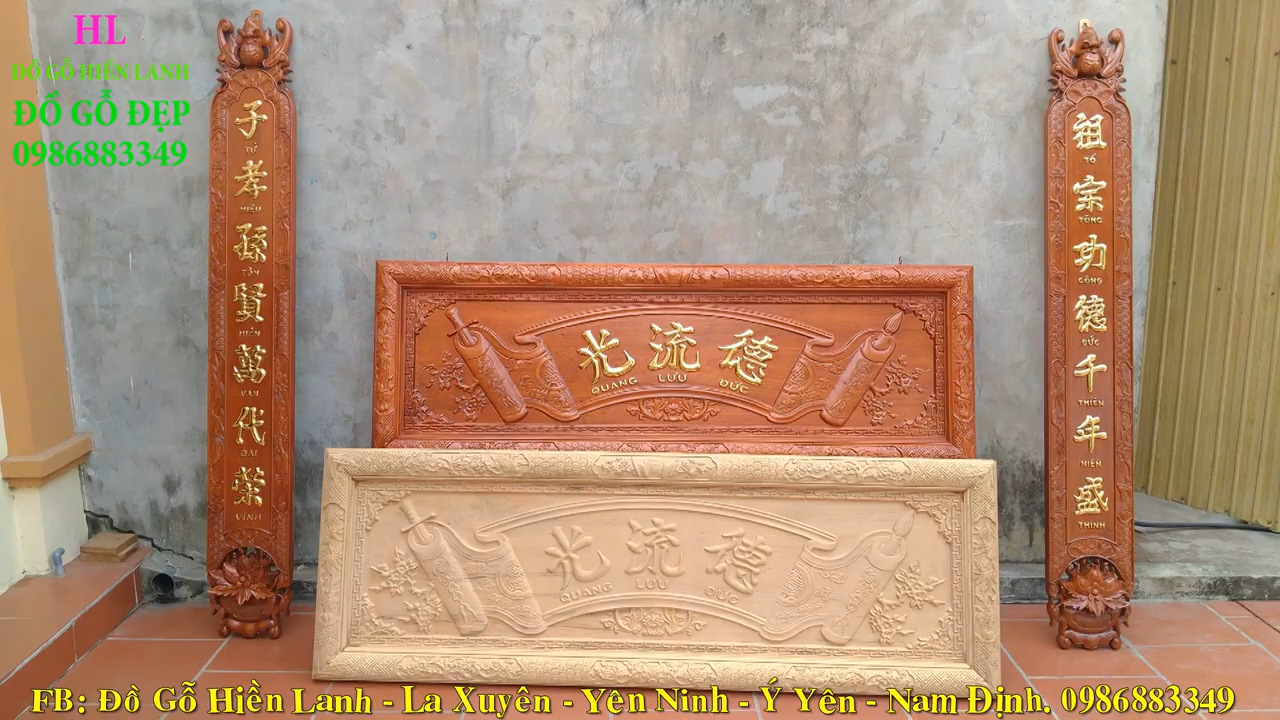 HL
ĐỒ GỖ HIỀN LANH
ĐỒ GỖ ĐẸP
0986883349
子
TỬ
孝
HIẾU
孫
TÔN
賢
HIỀN
萬
VẠN
代
ĐẠI
榮
VINH
光 流 德
QUANG LƯU ĐỨC
光 流 德
QUANG LƯU ĐỨC
祖
TỔ
宗
TÔNG
功
CÔNG
德
ĐỨC
千
THIÊN
年
NIÊN
盛
THỊNH
FB: Đồ Gỗ Hiền Lanh - La Xuyên - Yên Ninh - Ý Yên - Nam Định. 0986883349